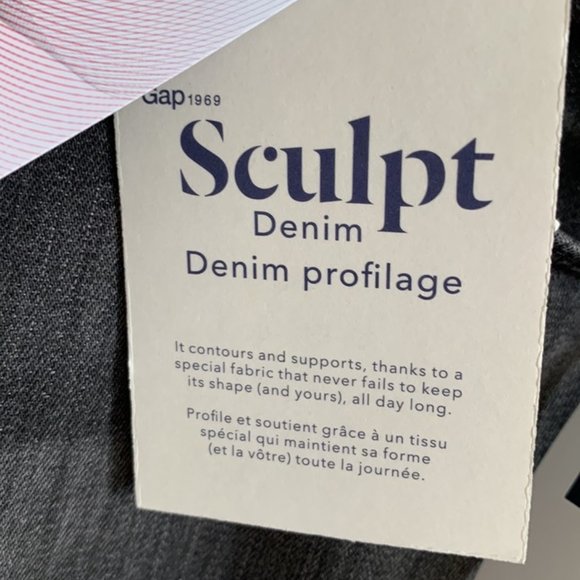 Gap 1969
Sculpt
Denim
Denim profilage
It contours and supports, thanks to a
special fabric that never fails to keep
its shape (and yours), all day long.
Profile et soutient grâce à un tissu
spécial qui maintient sa forme
(et la vôtre) toute la journée.